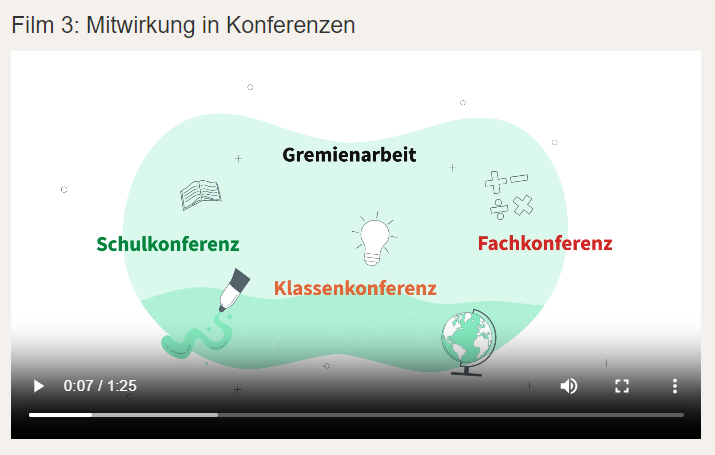 Film 3: Mitwirkung in Konferenzen
Gremienarbeit
Schulkonferenz
Fachkonferenz
Klassenkonferenz
0:07 / 1:25